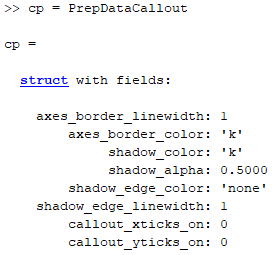 >> cp = PrepDataCallout
cp =
struct with fields:
axes_border_linewidth: 1
axes_border_color: 'k'
shadow_color: 'k'
shadow_alpha: 0.5000
shadow_edge_color: 'none'
shadow_edge_linewidth: 1
callout_xticks_on: 0
callout_yticks_on: 0